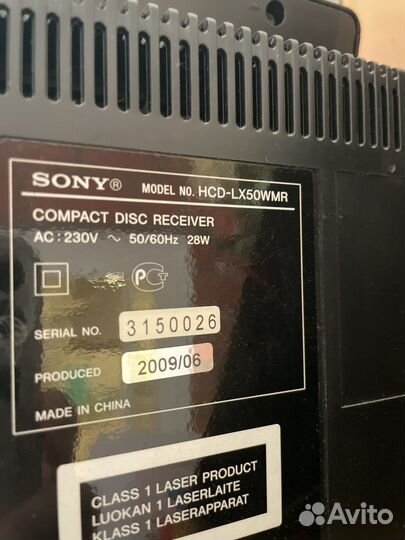 SONY® MODEL NO. HCD-LX50WMR
COMPACT DISC RECEIVER
AC : 230V ~ 50/60Hz 28W
SERIAL NO. 3150026
PRODUCED 2009/06
MADE IN CHINA
CLASS 1 LASER PRODUCT
LUOKAN 1 LASERLAITE
KLASS 1 LASERAPPARAT
Avito